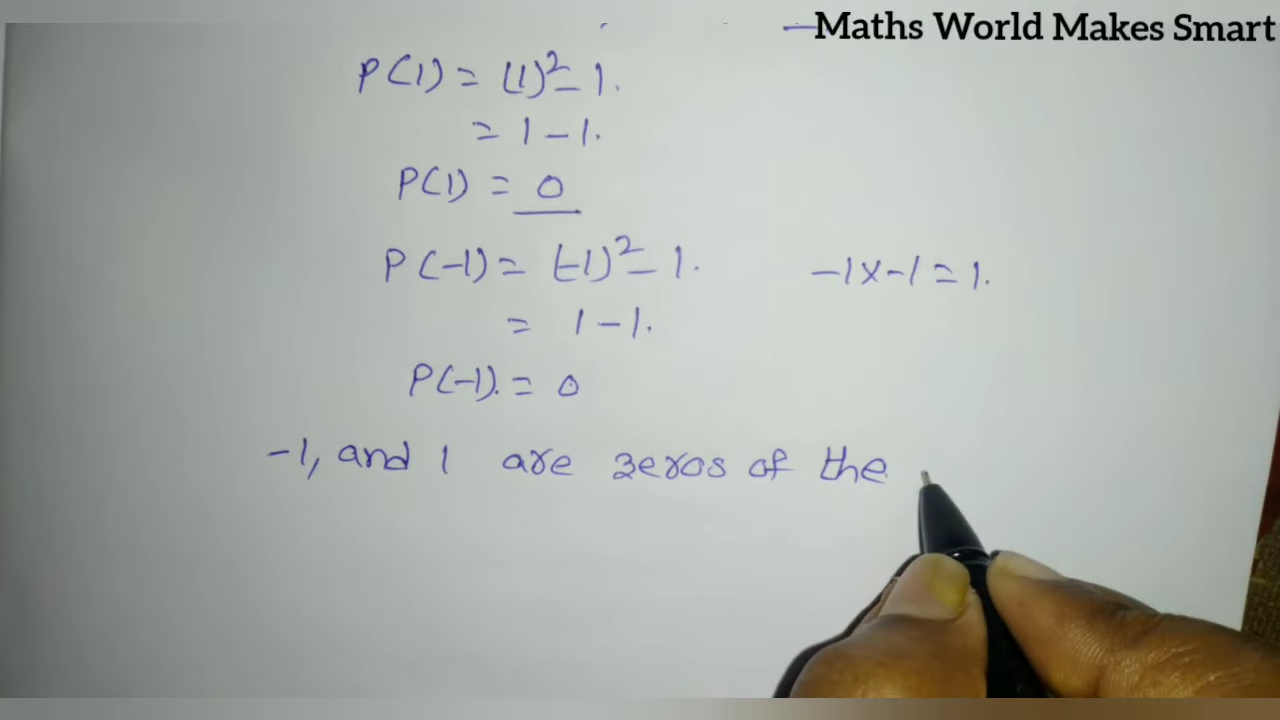 Maths World Makes Smart
P(1) = (1)² - 1.
= 1 - 1.
P(1) = 0
P(-1) = (-1)² - 1.
-1 x -1 = 1.
= 1 - 1.
P(-1). = 0
-1, and 1 are zeros of the